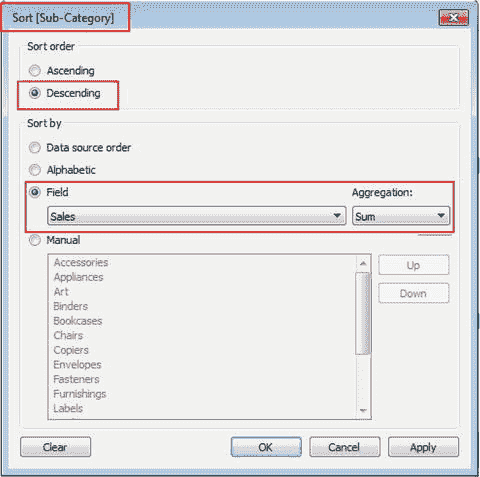 Sort [Sub-Category]
Sort order
Ascending
Descending
Sort by
Data source order
Alphabetic
Field Aggregation:
Sales Sum
Manual
Accessories
Appliances
Art
Binders
Bookcases
Chairs
Copiers
Envelopes
Fasteners
Furnishings
Labels
Up
Down
Clear OK Cancel Apply